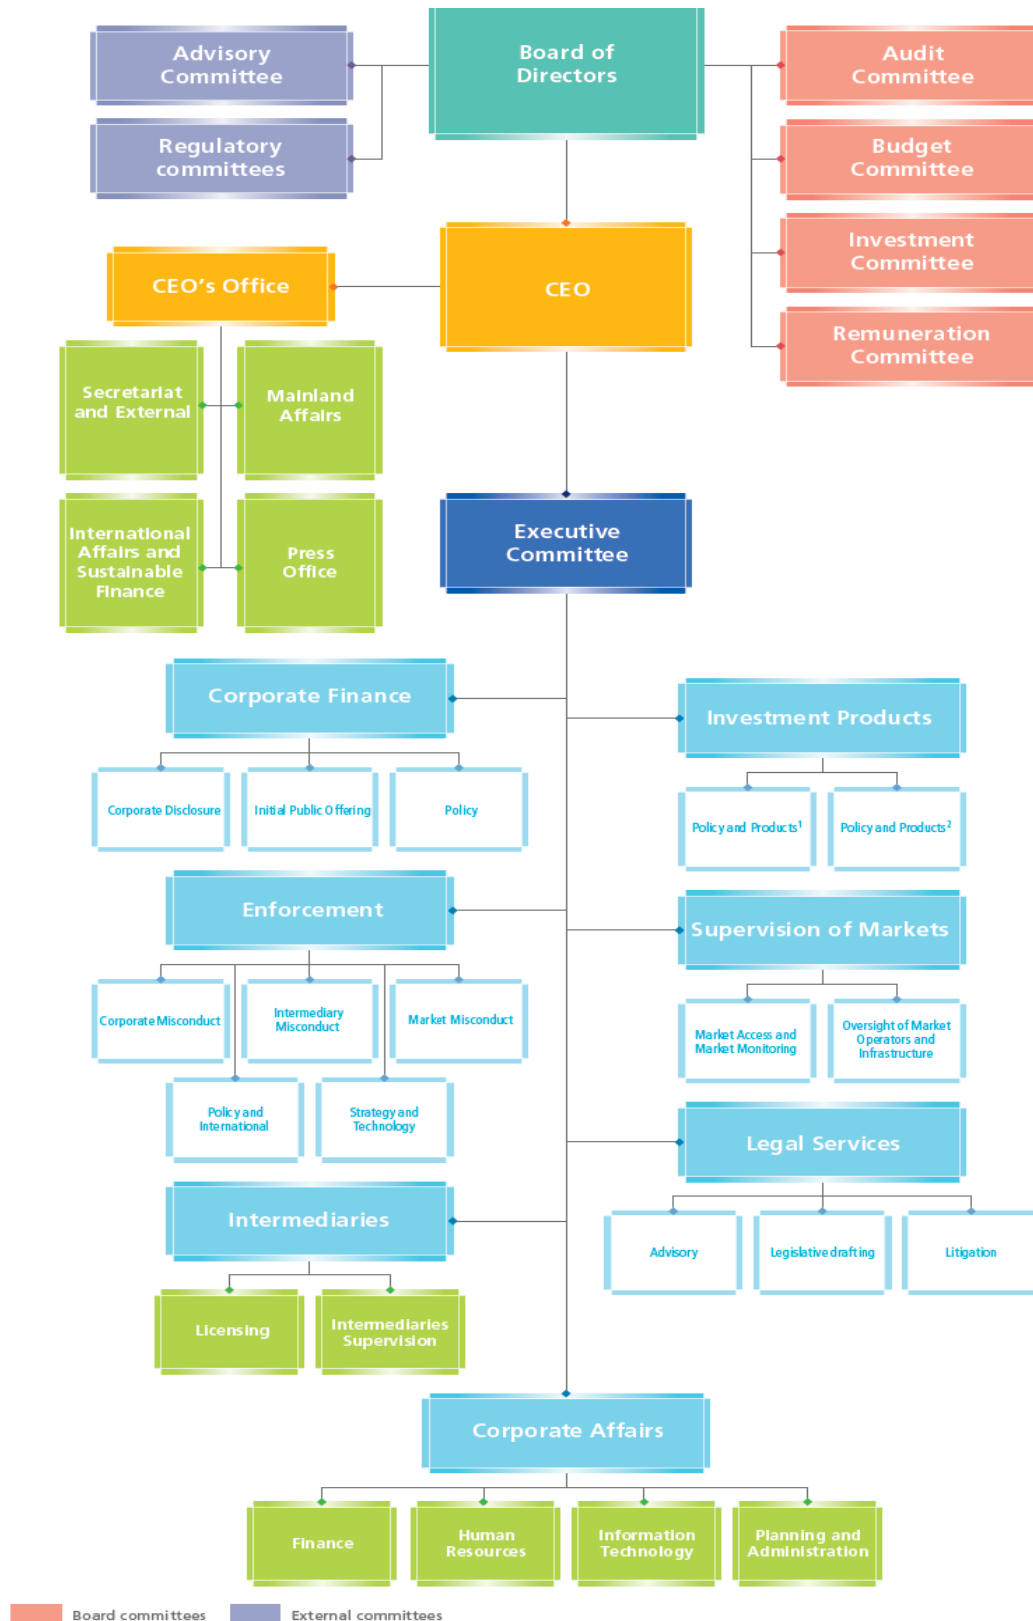 Advisory
Committee
Board of
Directors
Audit
Committee
Regulatory
committees
Budget
Committee
Investment
Committee
CEO's Office
CEO
Remuneration
Committee
Secretariat
and External
Mainland
Affairs
International
Affairs and
Sustainable
Finance
Press
Office
Executive
Committee
Corporate Finance
Investment Products
Corporate Disclosure
Initial Public Offering
Policy
Policy and Products¹
Policy and Products²
Enforcement
Supervision of Markets
Corporate Misconduct
Intermediary
Misconduct
Market Misconduct
Market Access and
Market Monitoring
Oversight of Market
Operators and
Infrastructure
Policy and
International
Strategy and
Technology
Legal Services
Intermediaries
Advisory
Legislative drafting
Litigation
Licensing
Intermediaries
Supervision
Corporate Affairs
Finance
Human
Resources
Information
Technology
Planning and
Administration
Board committees
External committees